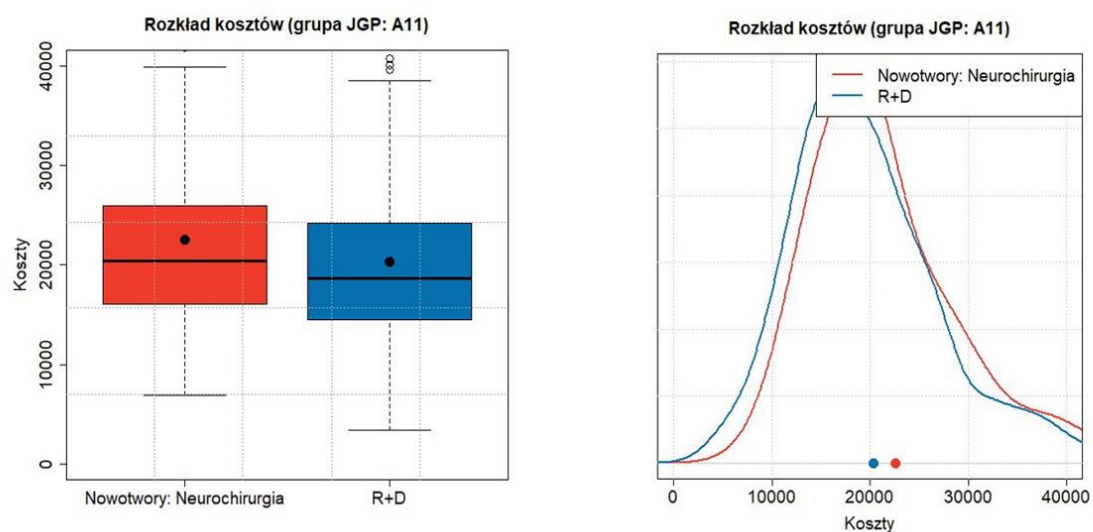 Rozkład kosztów (grupa JGP: A11)
Koszty
40000
30000
20000
10000
0
Nowotwory: Neurochirurgia
R+D
Rozkład kosztów (grupa JGP: A11)
Nowotwory: Neurochirurgia
R+D
0
10000
20000
30000
40000
Koszty